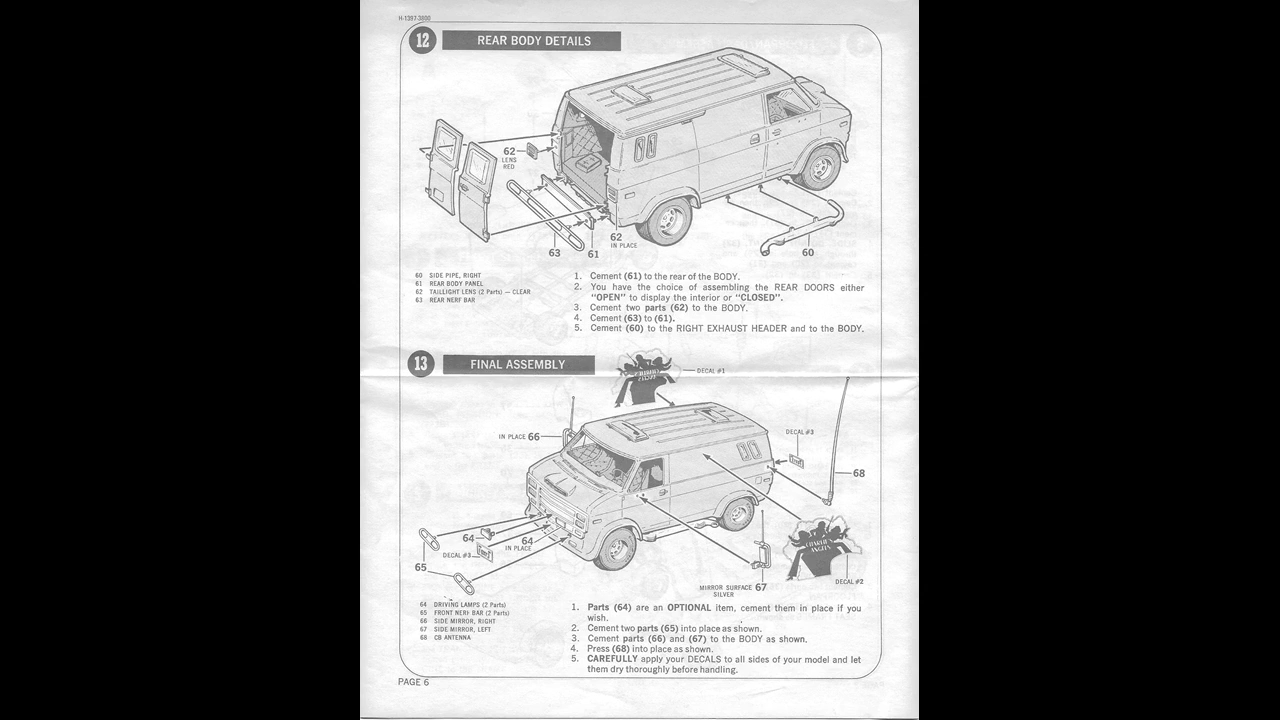 H-1397-3800
12 REAR BODY DETAILS
62
LENS
RED
62
IN PLACE
63
61
60
60 SIDE PIPE, RIGHT
61 REAR BODY PANEL
62 TAILLIGHT LENS (2 Parts) — CLEAR
63 REAR NERF BAR
1. Cement (61) to the rear of the BODY.
2. You have the choice of assembling the REAR DOORS either
"OPEN" to display the interior or "CLOSED".
3. Cement two parts (62) to the BODY.
4. Cement (63) to (61).
5. Cement (60) to the RIGHT EXHAUST HEADER and to the BODY.
13 FINAL ASSEMBLY
DECAL #1
IN PLACE 66
DECAL #3
68
64
64
IN PLACE
DECAL #3
65
CHARLIE'S
ANGELS
MIRROR SURFACE 67
SILVER
DECAL #2
64 DRIVING LAMPS (2 Parts)
65 FRONT NERF BAR (2 Parts)
66 SIDE MIRROR, RIGHT
67 SIDE MIRROR, LEFT
68 CB ANTENNA
1. Parts (64) are an OPTIONAL item, cement them in place if you
wish.
2. Cement two parts (65) into place as shown.
3. Cement parts (66) and (67) to the BODY as shown.
4. Press (68) into place as shown.
5. CAREFULLY apply your DECALS to all sides of your model and let
them dry thoroughly before handling.
PAGE 6